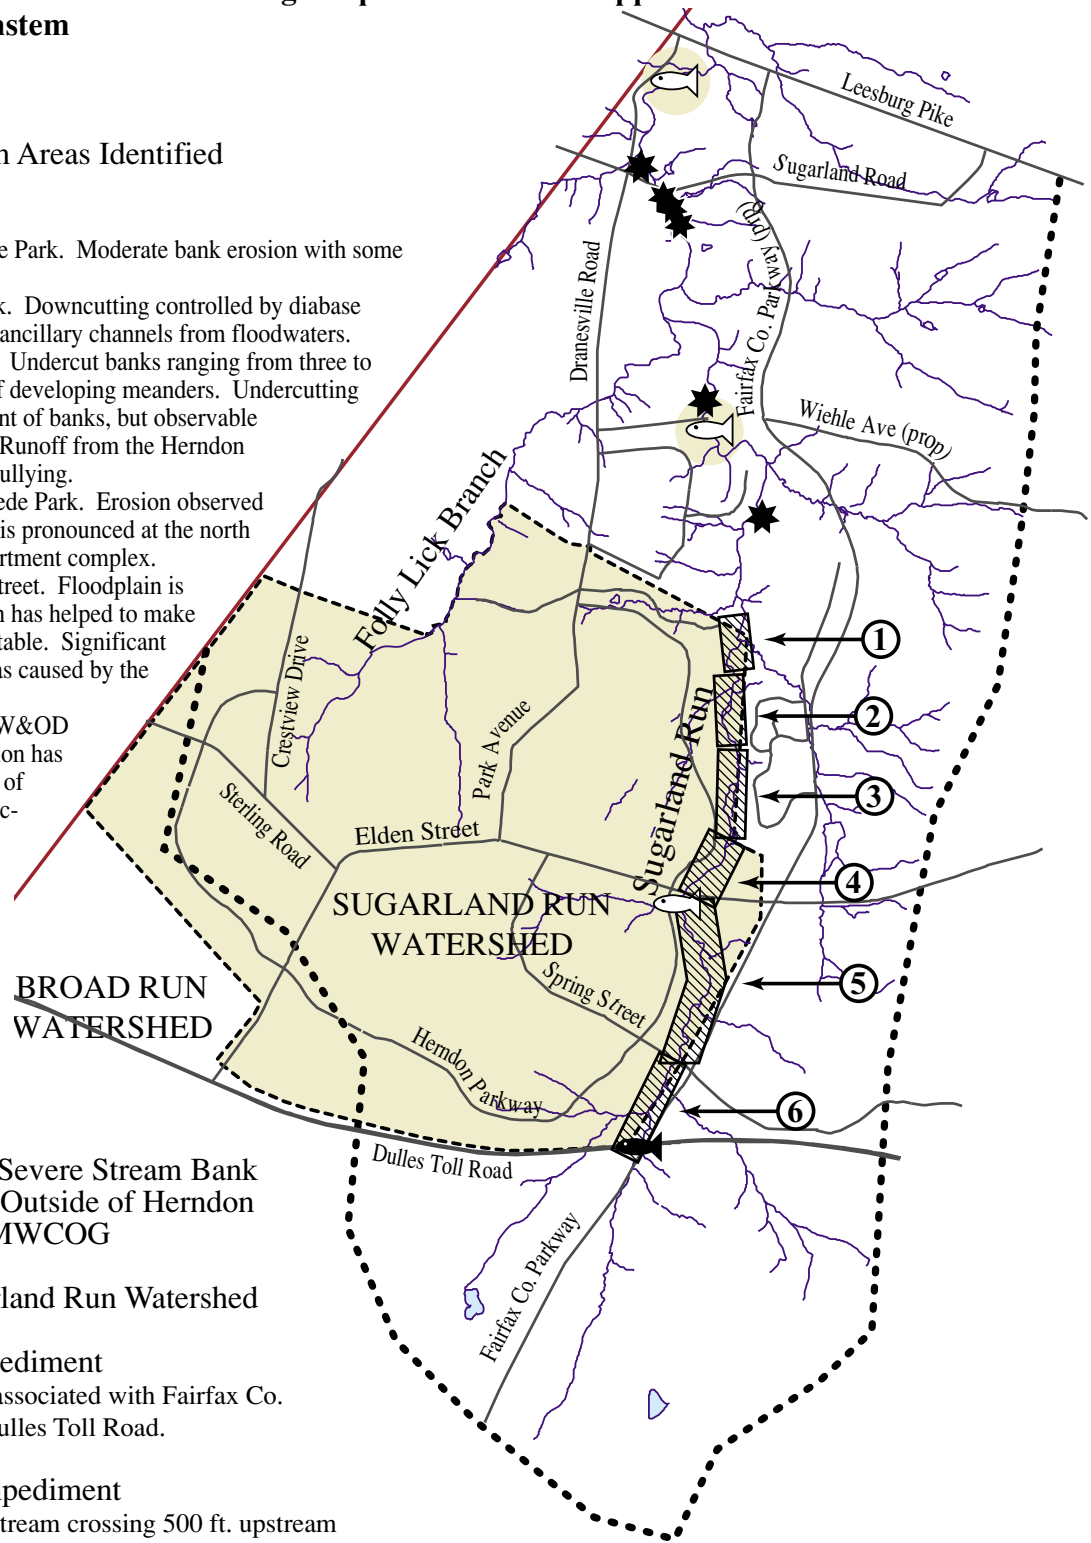 nstem
n Areas Identified
e Park. Moderate bank erosion with some
k. Downcutting controlled by diabase
ancillary channels from floodwaters.
. Undercut banks ranging from three to
f developing meanders. Undercutting
nt of banks, but observable
Runoff from the Herndon
ullying.
ede Park. Erosion observed
is pronounced at the north
artment complex.
treet. Floodplain is
n has helped to make
table. Significant
as caused by the
W&OD
ion has
of
c-
Leesburg Pike
Sugarland Road
Dranesville Road
Fairfax Co. Parkway (prp)
Wiehle Ave (prop)
Folly Lick Branch
Crestview Drive
Park Avenue
Sugarland Run
Sterling Road
Elden Street
SUGARLAND RUN
WATERSHED
Spring Street
BROAD RUN
WATERSHED
Herndon Parkway
Dulles Toll Road
Fairfax Co. Parkway
1
2
3
4
5
6
Severe Stream Bank
Outside of Herndon
MWCOG
rland Run Watershed
pediment
associated with Fairfax Co.
ulles Toll Road.
npediment
tream crossing 500 ft. upstream